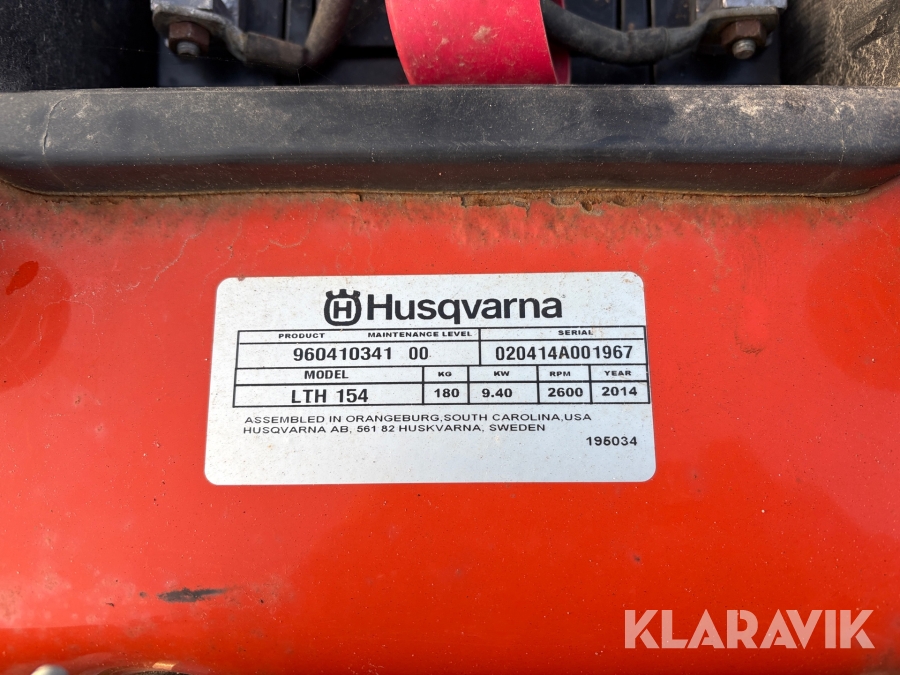 H Husqvarna
PRODUCT MAINTENANCE LEVEL SERIAL
960410341 00 020414A001967
MODEL KG KW RPM YEAR
LTH 154 180 9.40 2600 2014
ASSEMBLED IN ORANGEBURG,SOUTH CAROLINA,USA
HUSQVARNA AB, 561 82 HUSKVARNA, SWEDEN
195034
KLARAVIK